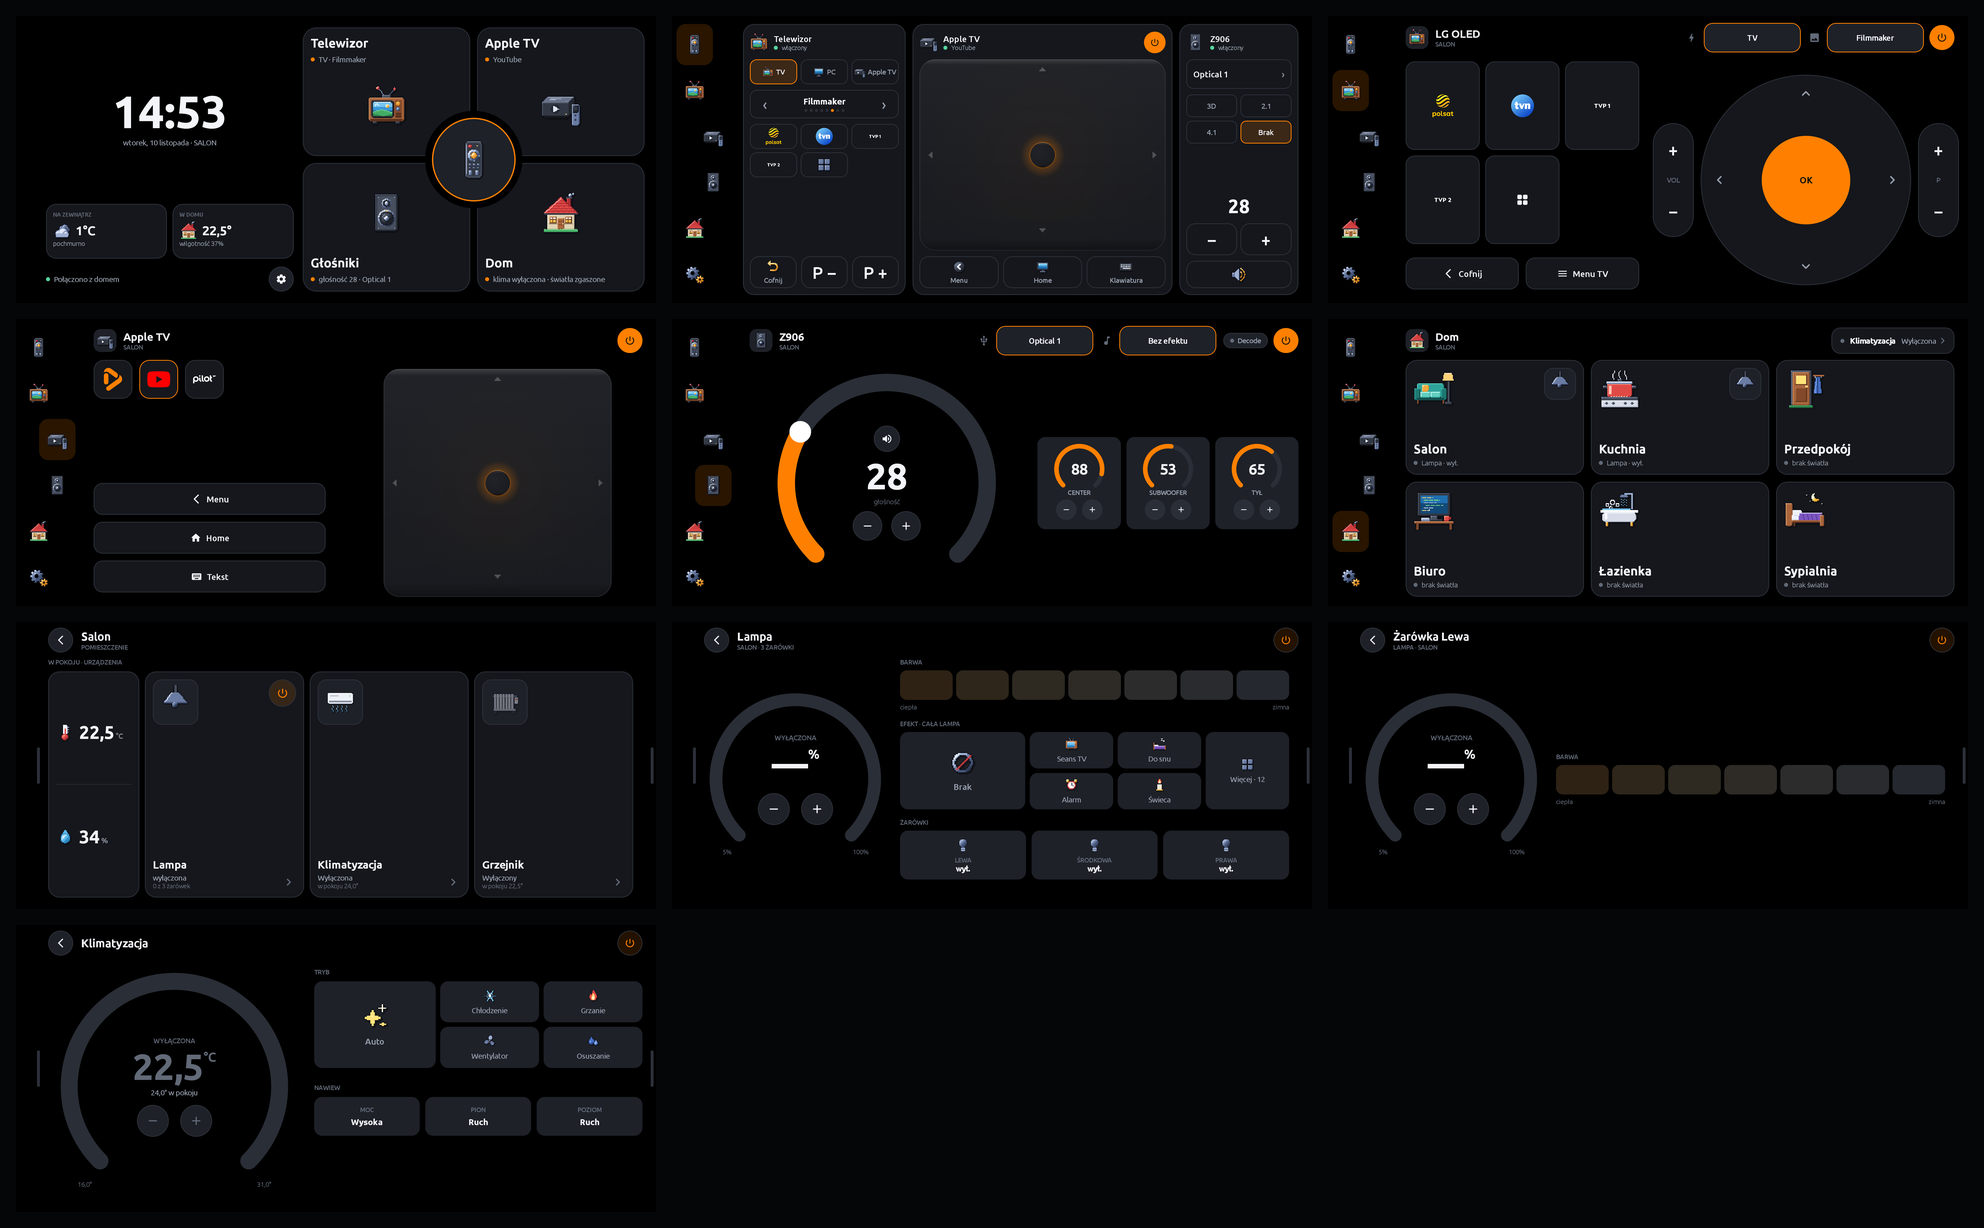 14:53
wtorek, 10 listopada · SALON
NA ZEWNĄTRZ
1°C
pochmurno
W DOMU
22,5°
wilgotność 37%
Połączono z domem
Telewizor
TV · Filmmaker
Apple TV
YouTube
Głośniki
głośność 28 · Optical 1
Dom
klima wyłączona · światła zgaszone
Telewizor
włączony
TV
PC
Apple TV
Filmmaker
polsat
tvn
TVP1
TVP 2
Cofnij
P −
P +
Apple TV
YouTube
Menu
Home
Klawiatura
Z906
włączony
Optical 1
3D
2.1
4.1
Brak
28
− +
LG OLED
SALON
TV
Filmmaker
polsat
tvn
TVP 1
TVP 2
Cofnij
Menu TV
+
VOL
−
OK
+
P
−
Apple TV
SALON
pilot
Menu
Home
Tekst
Z906
SALON
Optical 1
Bez efektu
Decode
28
głośność
− +
88
CENTER
− +
53
SUBWOOFER
− +
65
TYŁ
− +
Dom
SALON
Klimatyzacja Wyłączona
Salon
Lampa · wył.
Kuchnia
Lampa · wył.
Przedpokój
brak światła
Biuro
brak światła
Łazienka
brak światła
Sypialnia
brak światła
Salon
POMIESZCZENIE
W POKOJU · URZĄDZENIA
22,5 °C
34 %
Lampa
wyłączona
0 z 3 żarówek
Klimatyzacja
Wyłączona
w pokoju 24,0°
Grzejnik
Wyłączony
w pokoju 22,5°
Lampa
SALON · 3 ŻARÓWKI
WYŁĄCZONA
— %
− +
5%
100%
BARWA
ciepła
zimna
EFEKT · CAŁA LAMPA
Brak
Seans TV
Do snu
Alarm
Świeca
Więcej · 12
ŻARÓWKI
LEWA
wył.
ŚRODKOWA
wył.
PRAWA
wył.
Żarówka Lewa
LAMPA · SALON
WYŁĄCZONA
— %
− +
5%
100%
BARWA
ciepła
zimna
Klimatyzacja
WYŁĄCZONA
22,5°C
24,0° w pokoju
− +
16,0°
31,0°
TRYB
Auto
Chłodzenie
Grzanie
Wentylator
Osuszanie
NAWIEW
MOC
Wysoka
PION
Ruch
POZIOM
Ruch